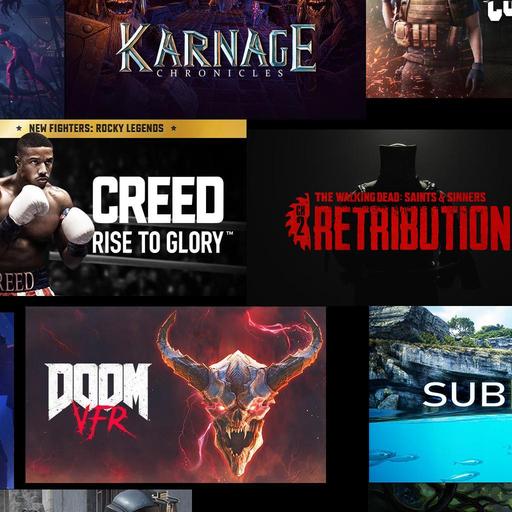 KARNAGE
CHRONICLES
★ NEW FIGHTERS: ROCKY LEGENDS ★
CREED
RISE TO GLORY™
REED
THE WALKING DEAD: SAINTS & SINNERS
CH 2
RETRIBUTION
DOOM
VFR
SUB